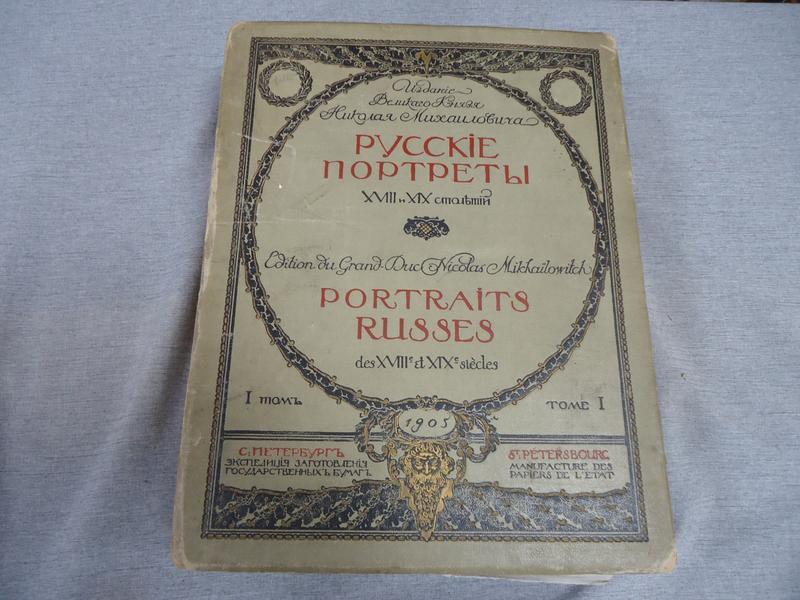 Изданіе
Великаго Князя
Николая Михаиловича
РУССКІЕ
ПОРТРЕТЫ
XVIII и XIX столѣтій
Edition du Grand-Duc Nicolas Mikhaïlowitch
PORTRAITS
RUSSES
des XVIIIe et XIXe siècles
I томъ
TOME I
1905
С. ПЕТЕРБУРГЪ
ЭКСПЕДИЦІЯ ЗАГОТОВЛЕНІЯ
ГОСУДАРСТВЕННЫХЪ БУМАГЪ
ST. PÉTERSBOURG
MANUFACTURE DES
PAPIERS DE L'ETAT